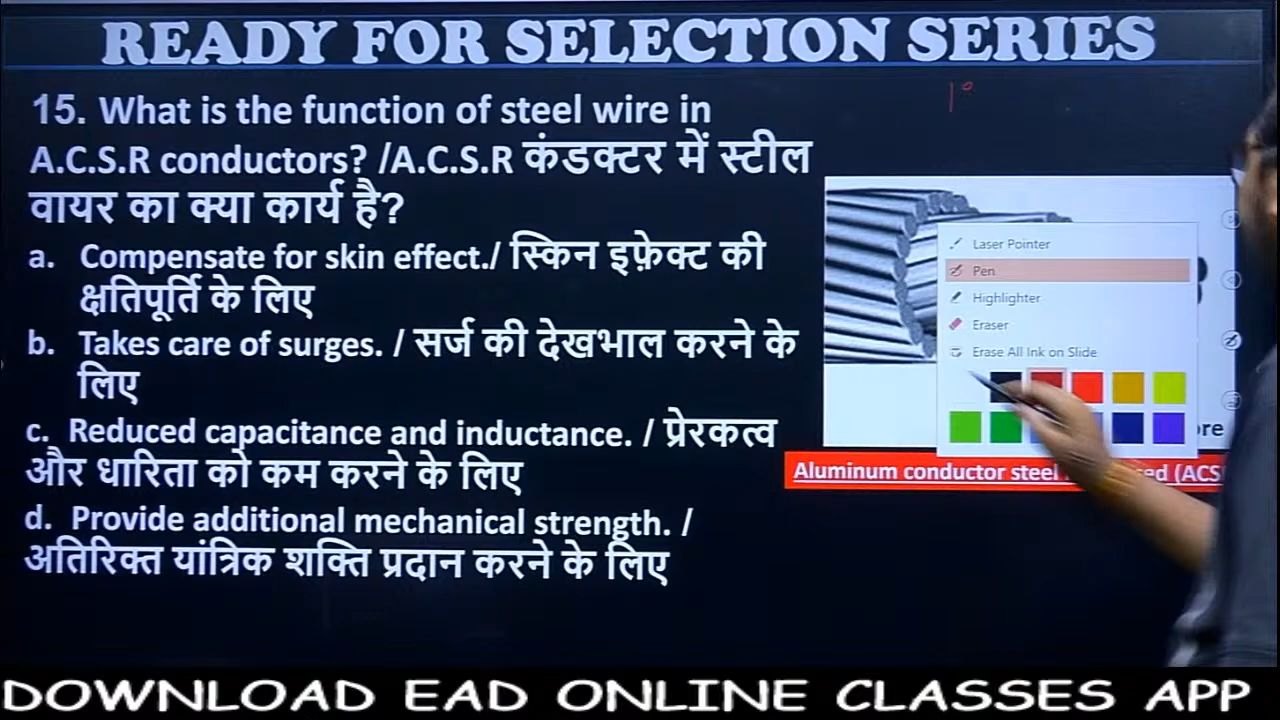 READY FOR SELECTION SERIES
15. What is the function of steel wire in
A.C.S.R conductors? /A.C.S.R कंडक्टर में स्टील
वायर का क्या कार्य है?
a. Compensate for skin effect./ स्किन इफ़ेक्ट की
क्षतिपूर्ति के लिए
b. Takes care of surges. / सर्ज की देखभाल करने के
लिए
c. Reduced capacitance and inductance. / प्रेरकत्व
और धारिता को कम करने के लिए
d. Provide additional mechanical strength. /
अतिरिक्त यांत्रिक शक्ति प्रदान करने के लिए
Laser Pointer
Pen
Highlighter
Eraser
Erase All Ink on Slide
Aluminum conductor steel
DOWNLOAD EAD ONLINE CLASSES APP